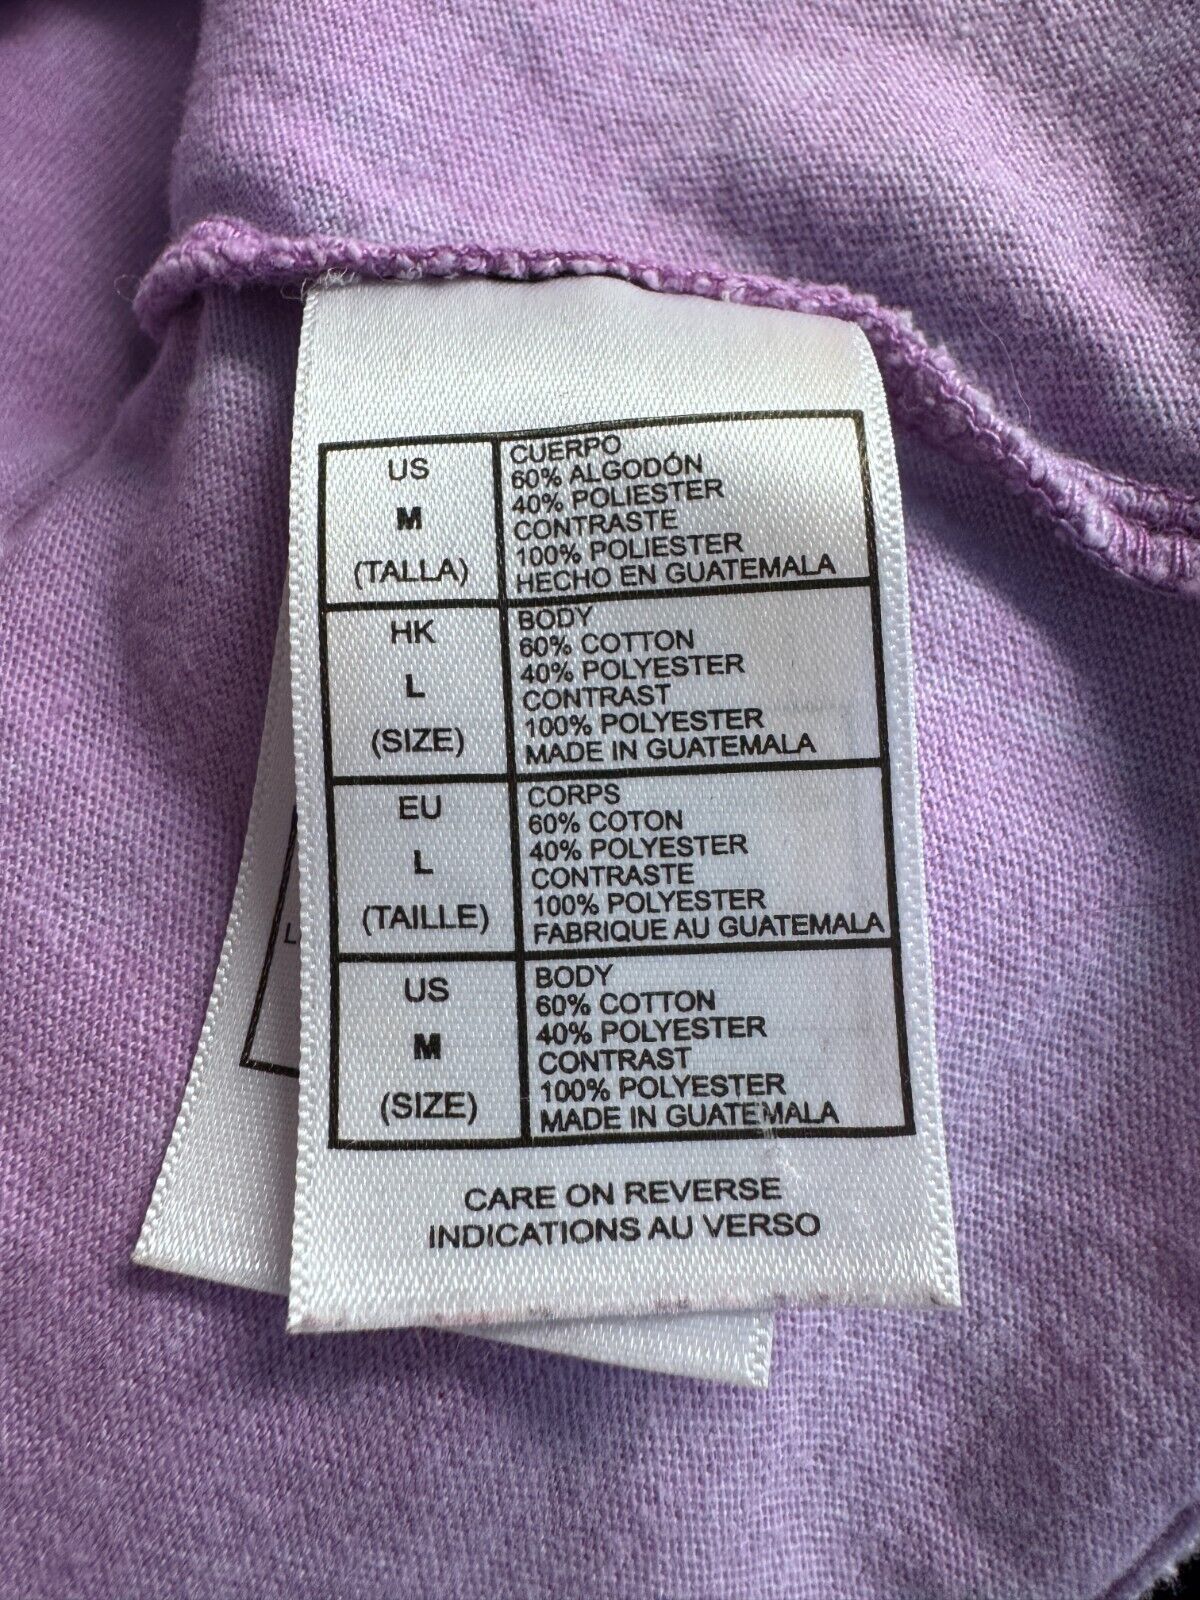 US
M
(TALLA)
CUERPO
60% ALGODÓN
40% POLIESTER
CONTRASTE
100% POLIESTER
HECHO EN GUATEMALA
HK
L
(SIZE)
BODY
60% COTTON
40% POLYESTER
CONTRAST
100% POLYESTER
MADE IN GUATEMALA
EU
L
(TAILLE)
CORPS
60% COTON
40% POLYESTER
CONTRASTE
100% POLYESTER
FABRIQUE AU GUATEMALA
US
M
(SIZE)
BODY
60% COTTON
40% POLYESTER
CONTRAST
100% POLYESTER
MADE IN GUATEMALA
CARE ON REVERSE
INDICATIONS AU VERSO
L